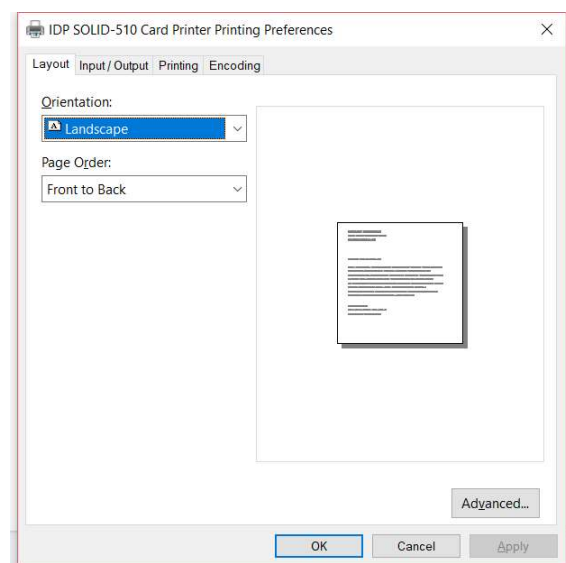 IDP SOLID-510 Card Printer Printing Preferences
Layout Input / Output Printing Encoding
Orientation:
Landscape
Page Order:
Front to Back
Advanced...
OK Cancel Apply